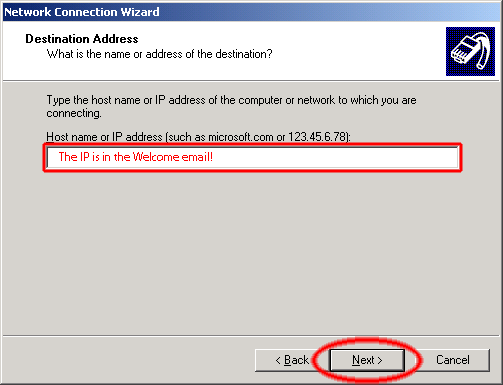 Network Connection Wizard
Destination Address
What is the name or address of the destination?
Type the host name or IP address of the computer or network to which you are
connecting.
Host name or IP address (such as microsoft.com or 123.45.6.78):
The IP is in the Welcome email!
< Back
Next >
Cancel